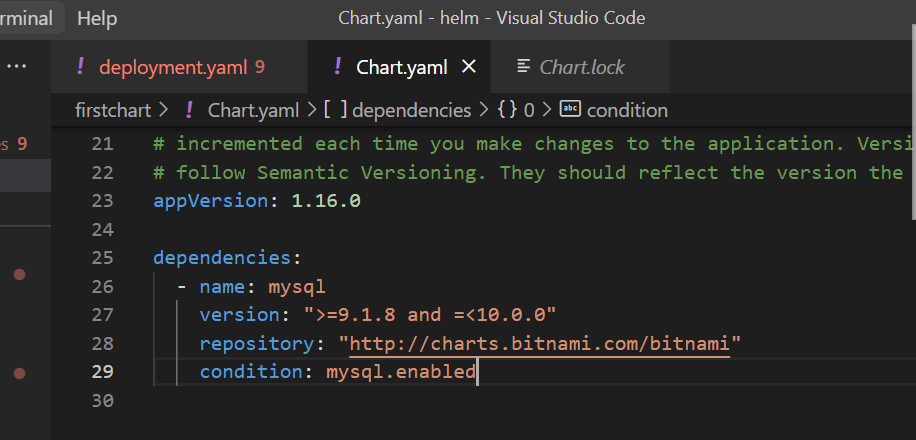 rminal Help Chart.yaml - helm - Visual Studio Code
··· ! deployment.yaml 9 ! Chart.yaml × Chart.lock
firstchart > ! Chart.yaml > [ ] dependencies > {} 0 > abc condition
s 9
21 # incremented each time you make changes to the application. Versi
22 # follow Semantic Versioning. They should reflect the version the
23 appVersion: 1.16.0
24
25 dependencies:
26 - name: mysql
27 version: ">=9.1.8 and =<10.0.0"
28 repository: "http://charts.bitnami.com/bitnami"
29 condition: mysql.enabled
30